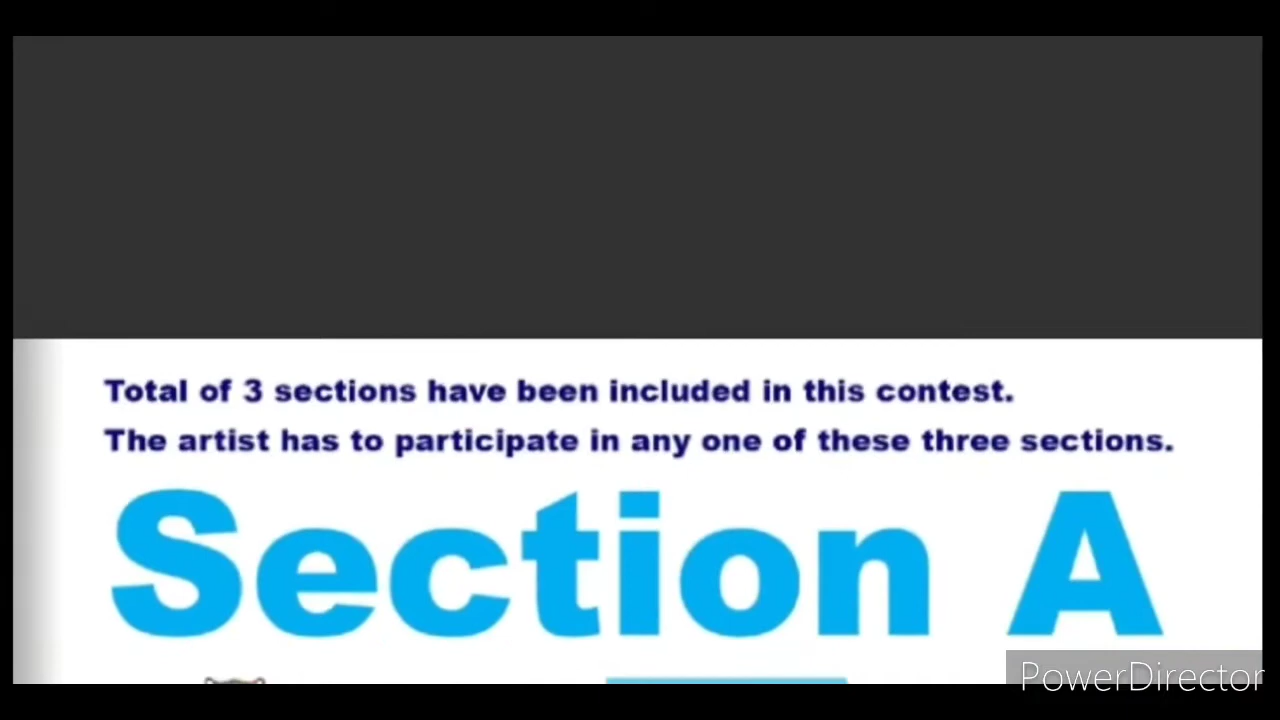 Total of 3 sections have been included in this contest.
The artist has to participate in any one of these three sections.
Section A
PowerDirector